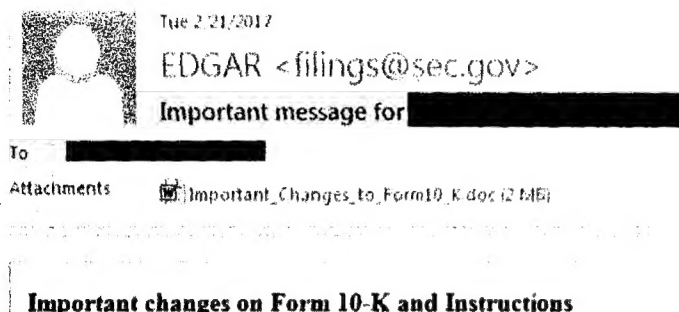 Tue 2/21/2017
EDGAR <filings@sec.gov>
Important message for
To
Attachments Important_Changes_to_Form10_K.doc (2 MB)
Important changes on Form 10-K and Instructions